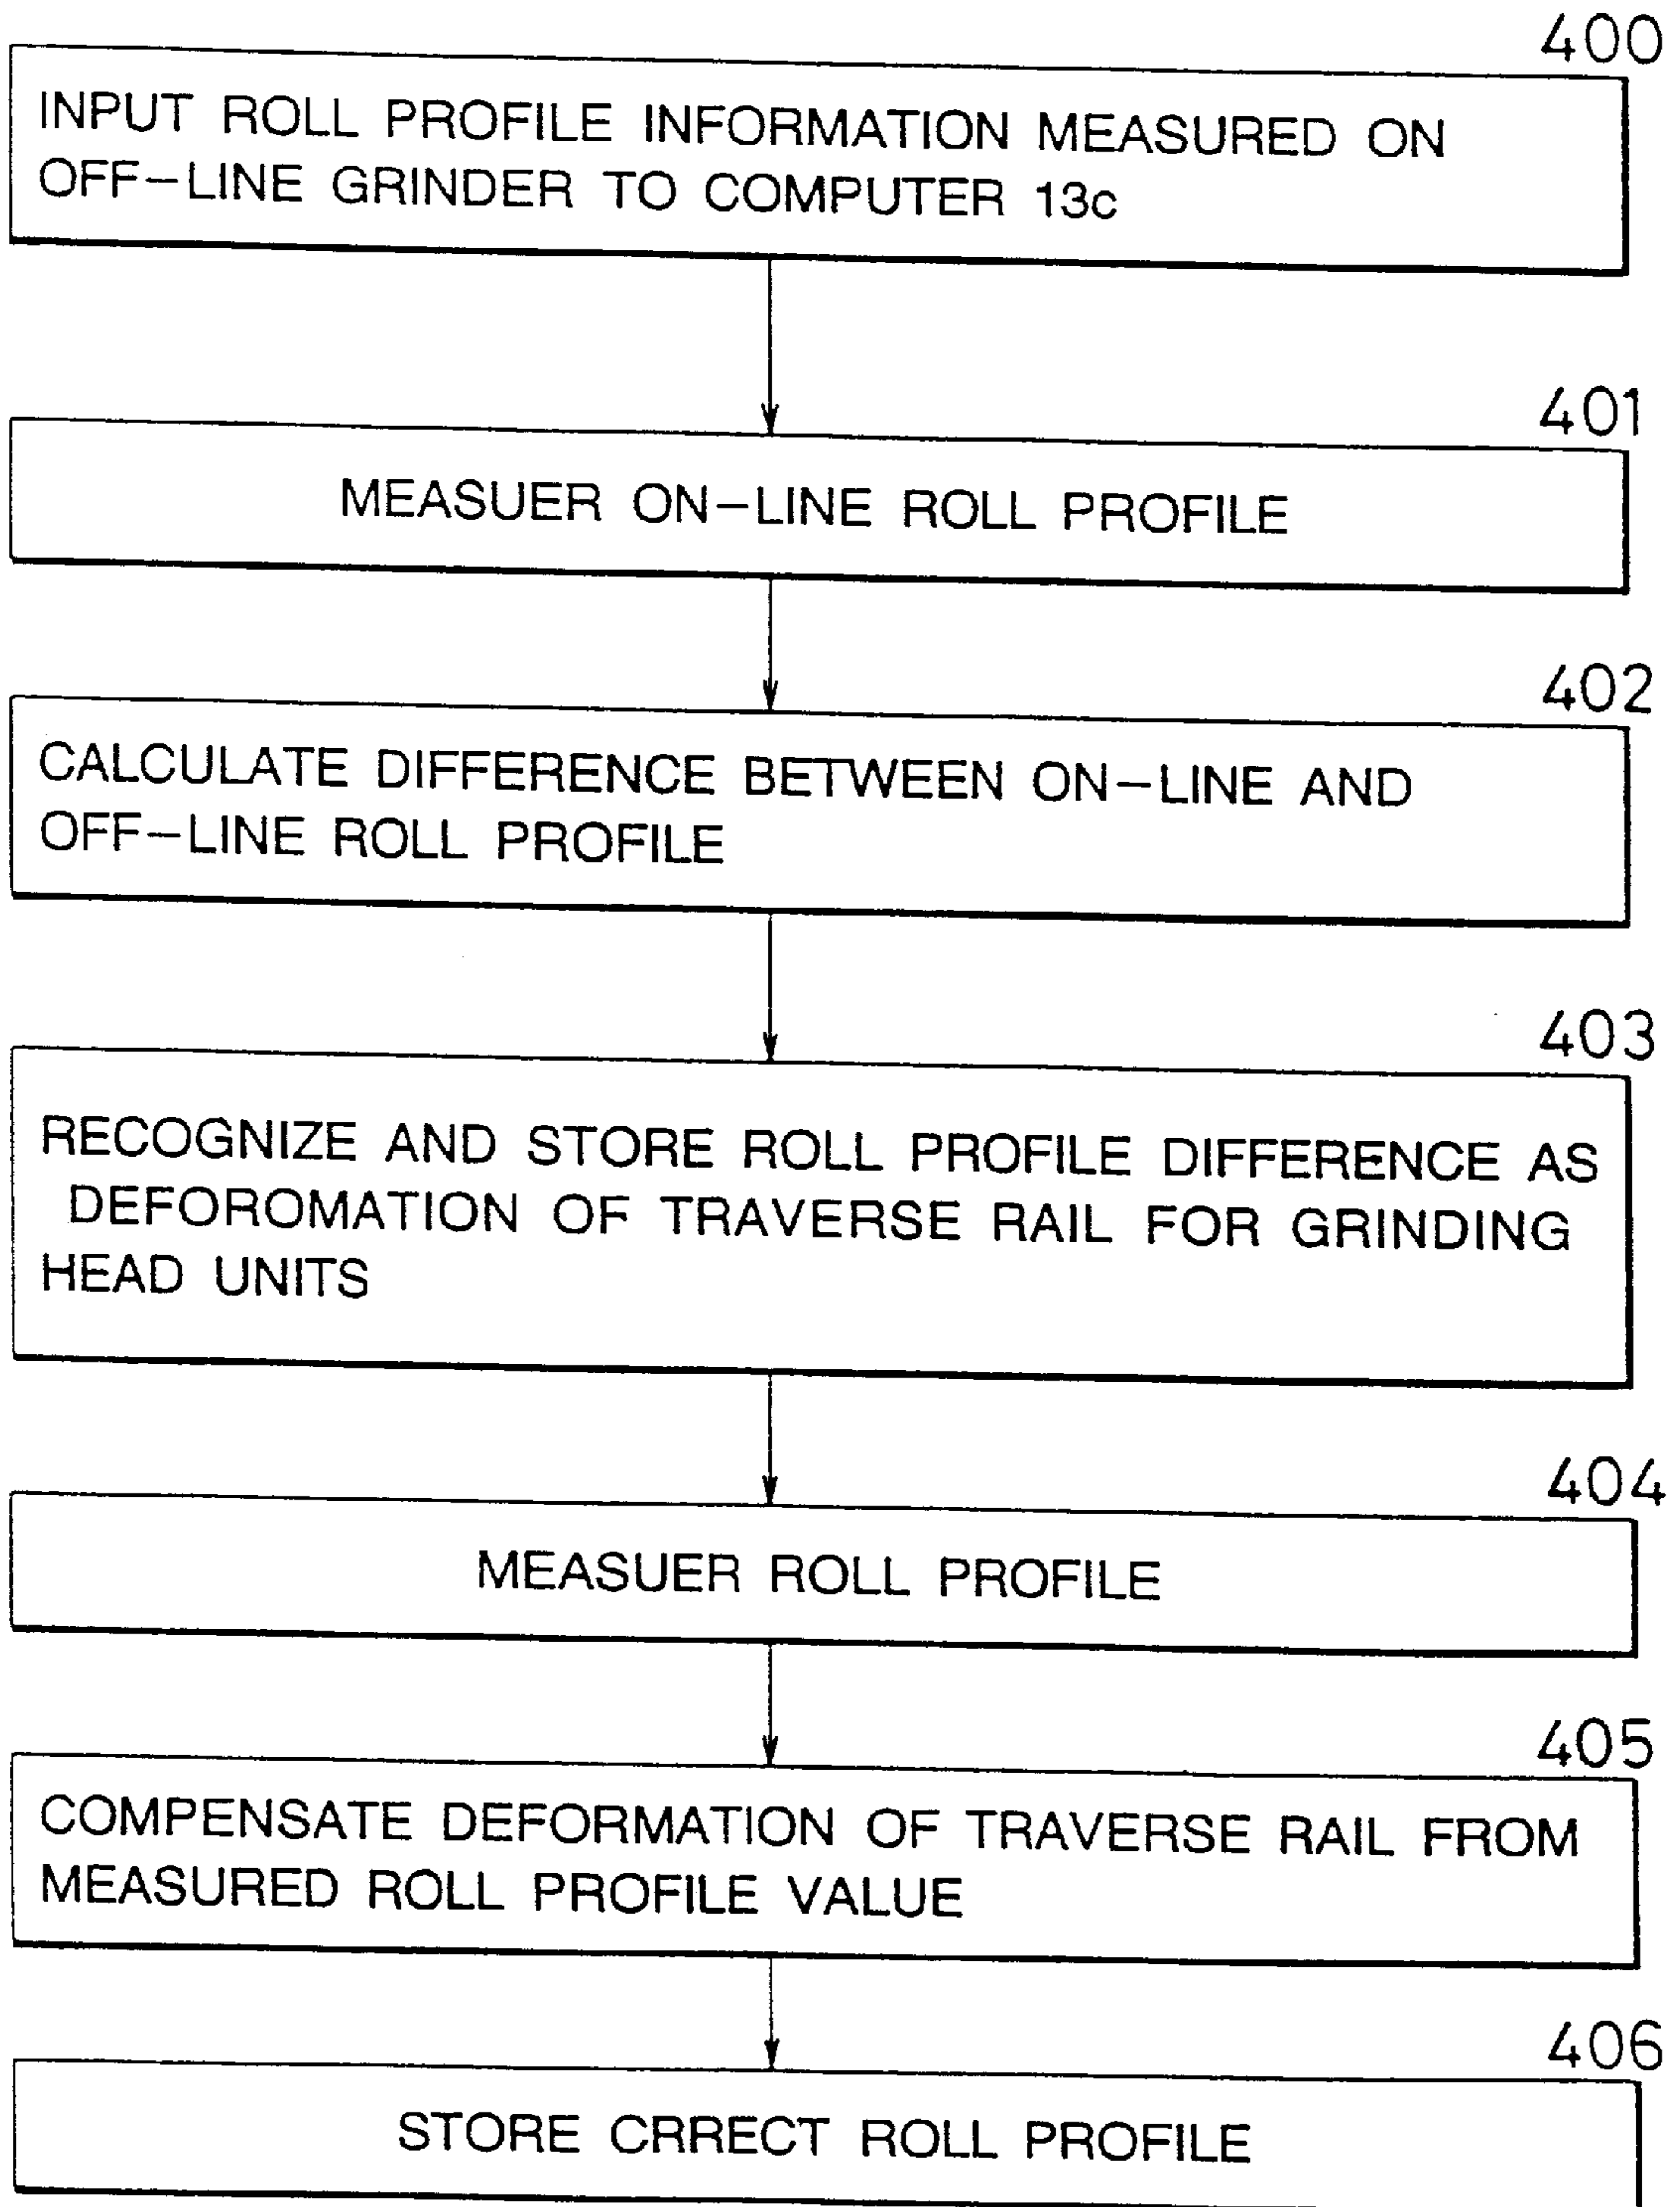 400
INPUT ROLL PROFILE INFORMATION MEASURED ON
OFF-LINE GRINDER TO COMPUTER 13c
401
MEASUER ON-LINE ROLL PROFILE
402
CALCULATE DIFFERENCE BETWEEN ON-LINE AND
OFF-LINE ROLL PROFILE
403
RECOGNIZE AND STORE ROLL PROFILE DIFFERENCE AS
DEFOROMATION OF TRAVERSE RAIL FOR GRINDING
HEAD UNITS
404
MEASUER ROLL PROFILE
405
COMPENSATE DEFORMATION OF TRAVERSE RAIL FROM
MEASURED ROLL PROFILE VALUE
406
STORE CRRECT ROLL PROFILE